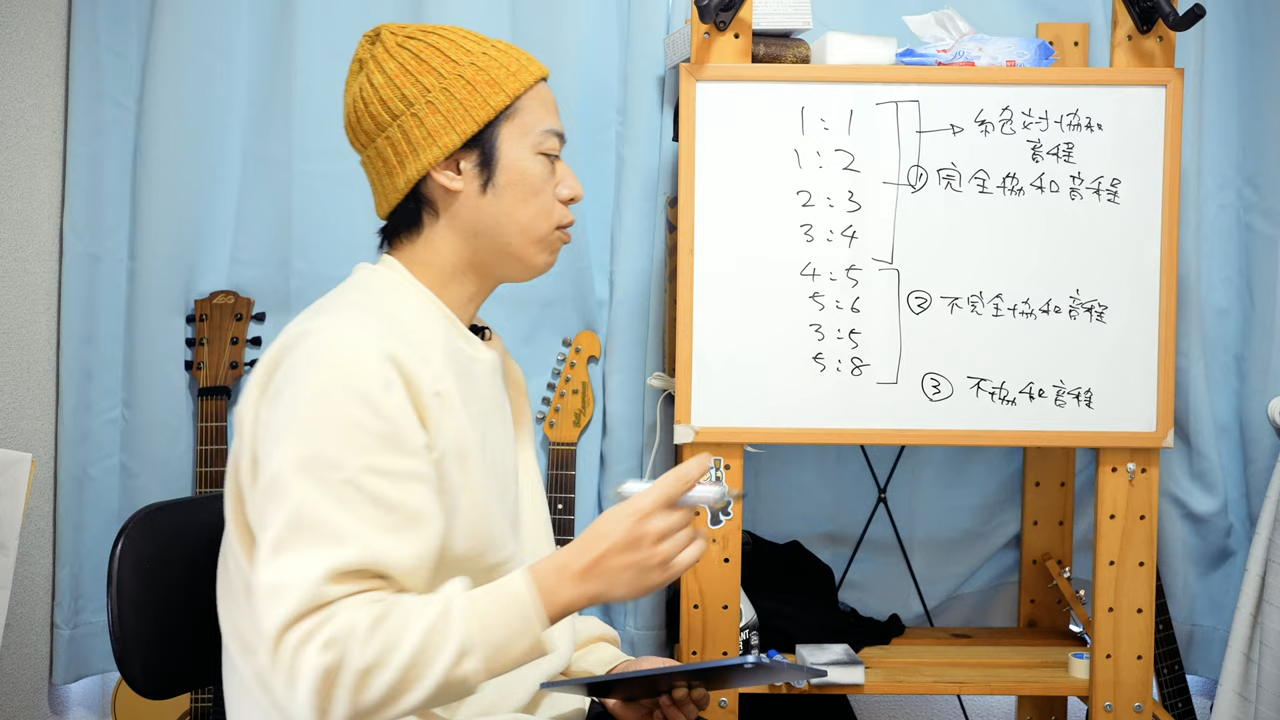 1:1
1:2
2:3
3:4
4:5
5:6
3:5
5:8
絶対協和
音程
① 完全協和音程
② 不完全協和音程
③ 不協和音程
LAG
99